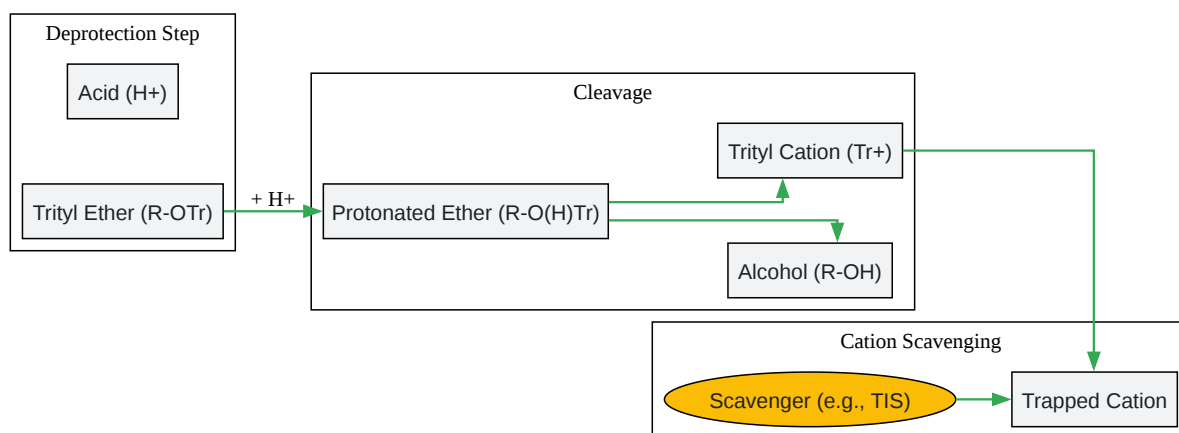 Deprotection Step
Acid (H+)
Trityl Ether (R-OTr)
+ H+
Cleavage
Protonated Ether (R-O(H)Tr)
Trityl Cation (Tr+)
Alcohol (R-OH)
Cation Scavenging
Scavenger (e.g., TIS)
Trapped Cation